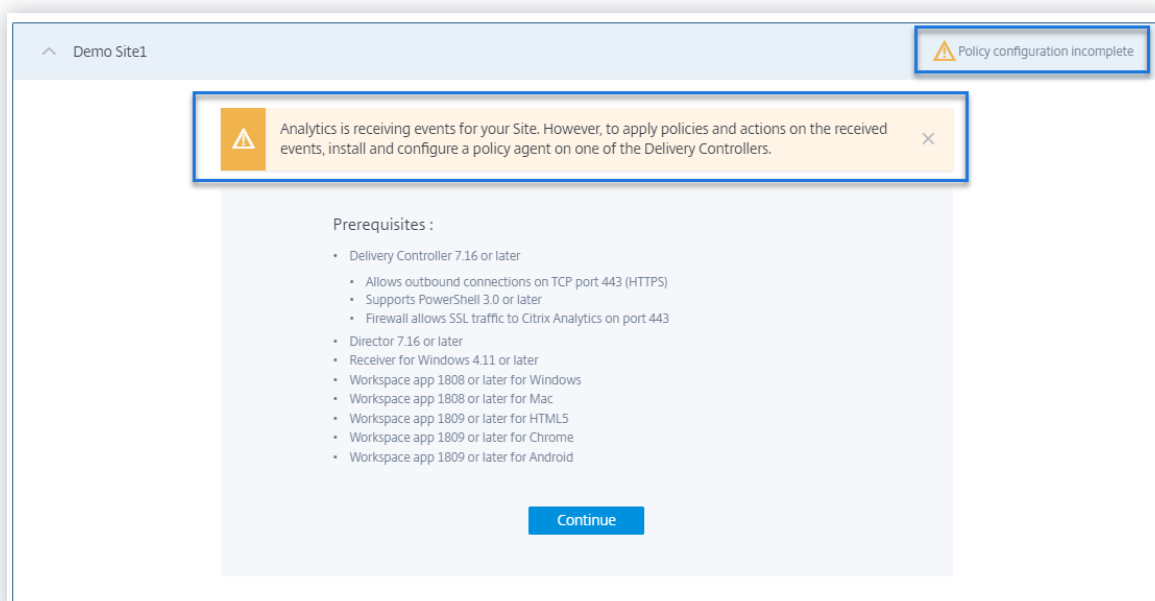 Demo Site1
Policy configuration incomplete
Analytics is receiving events for your Site. However, to apply policies and actions on the received
events, install and configure a policy agent on one of the Delivery Controllers.
Prerequisites :
• Delivery Controller 7.16 or later
• Allows outbound connections on TCP port 443 (HTTPS)
• Supports PowerShell 3.0 or later
• Firewall allows SSL traffic to Citrix Analytics on port 443
• Director 7.16 or later
• Receiver for Windows 4.11 or later
• Workspace app 1808 or later for Windows
• Workspace app 1808 or later for Mac
• Workspace app 1809 or later for HTML5
• Workspace app 1809 or later for Chrome
• Workspace app 1809 or later for Android
Continue